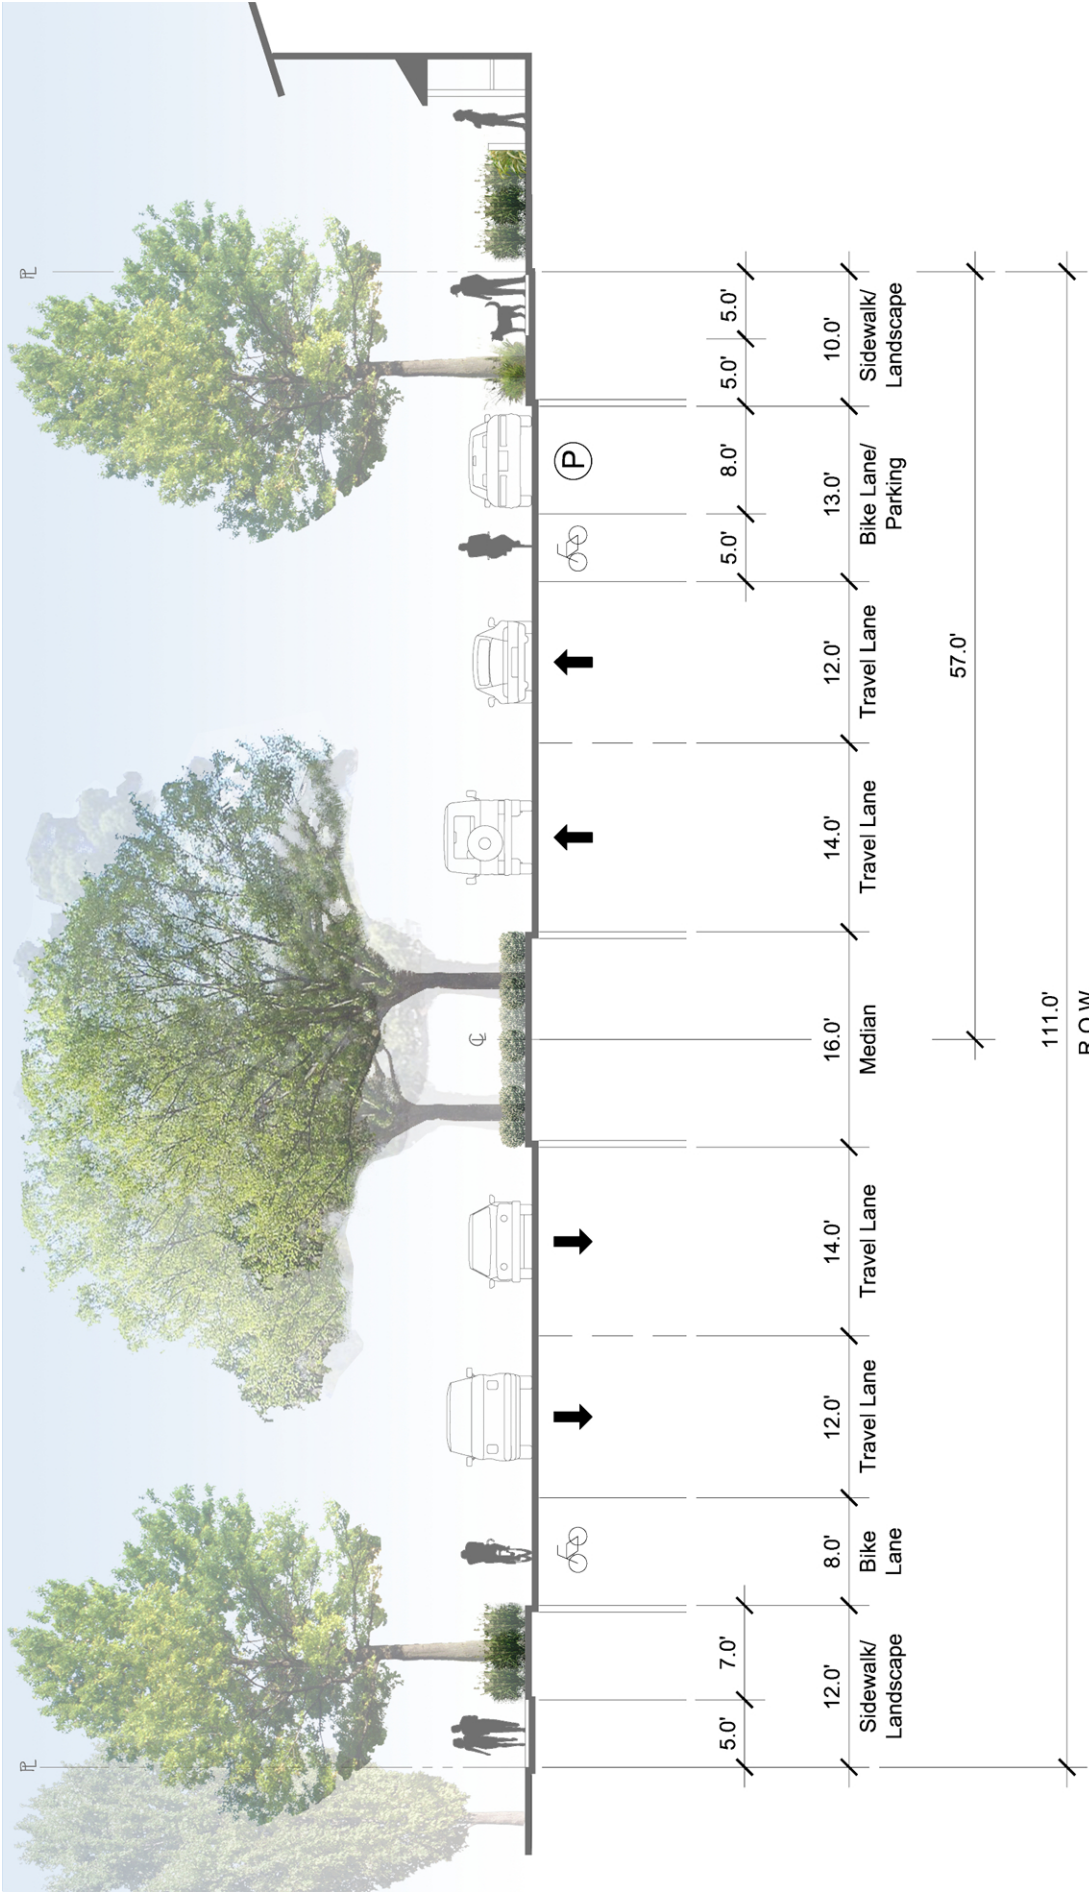 PL
PL
CL
P
5.0' 7.0' 5.0' 8.0' 5.0' 5.0'
12.0' 8.0' 12.0' 14.0' 16.0' 14.0' 12.0' 13.0' 10.0'
Sidewalk/ Bike Travel Lane Travel Lane Median Travel Lane Travel Lane Bike Lane/ Sidewalk/
Landscape Lane Parking Landscape
57.0'
111.0'
R.O.W